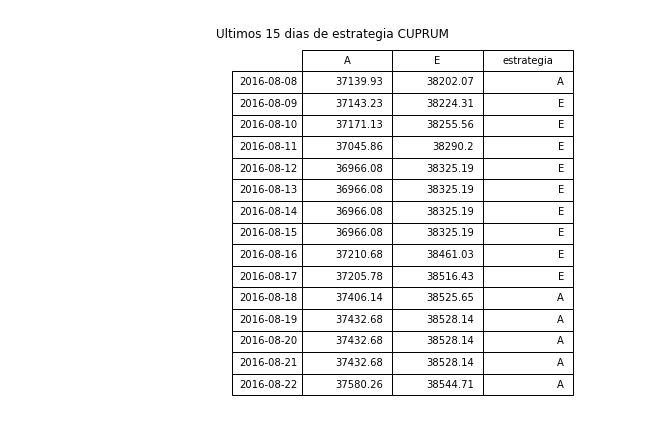 Ultimos 15 dias de estrategia CUPRUM
A E estrategia
2016-08-08 37139.93 38202.07 A
2016-08-09 37143.23 38224.31 E
2016-08-10 37171.13 38255.56 E
2016-08-11 37045.86 38290.2 E
2016-08-12 36966.08 38325.19 E
2016-08-13 36966.08 38325.19 E
2016-08-14 36966.08 38325.19 E
2016-08-15 36966.08 38325.19 E
2016-08-16 37210.68 38461.03 E
2016-08-17 37205.78 38516.43 E
2016-08-18 37406.14 38525.65 A
2016-08-19 37432.68 38528.14 A
2016-08-20 37432.68 38528.14 A
2016-08-21 37432.68 38528.14 A
2016-08-22 37580.26 38544.71 A